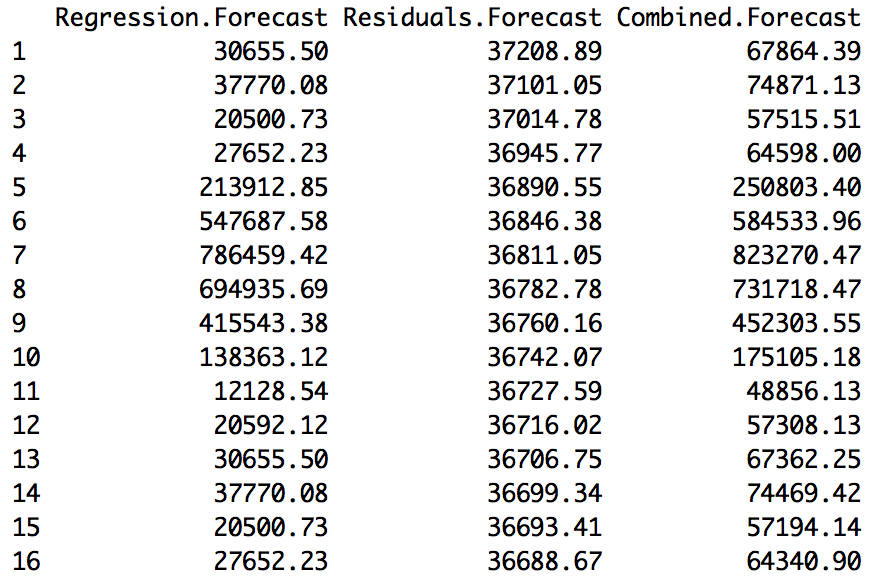 Regression.Forecast Residuals.Forecast Combined.Forecast
1 30655.50 37208.89 67864.39
2 37770.08 37101.05 74871.13
3 20500.73 37014.78 57515.51
4 27652.23 36945.77 64598.00
5 213912.85 36890.55 250803.40
6 547687.58 36846.38 584533.96
7 786459.42 36811.05 823270.47
8 694935.69 36782.78 731718.47
9 415543.38 36760.16 452303.55
10 138363.12 36742.07 175105.18
11 12128.54 36727.59 48856.13
12 20592.12 36716.02 57308.13
13 30655.50 36706.75 67362.25
14 37770.08 36699.34 74469.42
15 20500.73 36693.41 57194.14
16 27652.23 36688.67 64340.90